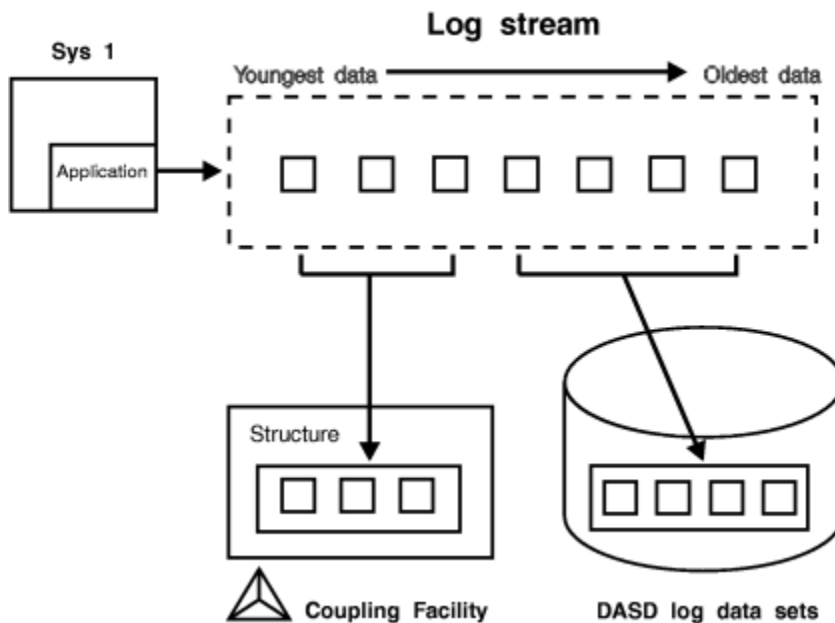 Log stream
Sys 1
Youngest data
Oldest data
Application
Structure
Coupling Facility
DASD log data sets